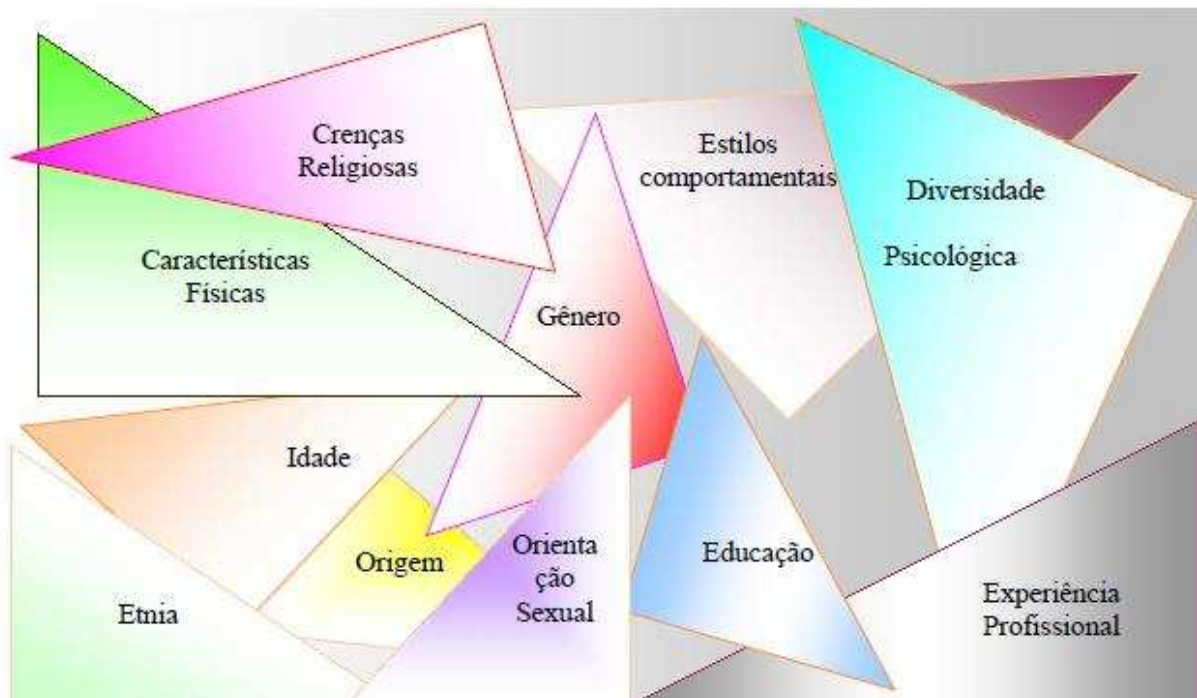 Crenças
Religiosas
Estilos
comportamentais
Diversidade
Psicológica
Características
Físicas
Gênero
Idade
Origem
Orienta
ção
Sexual
Educação
Etnia
Experiência
Profissional